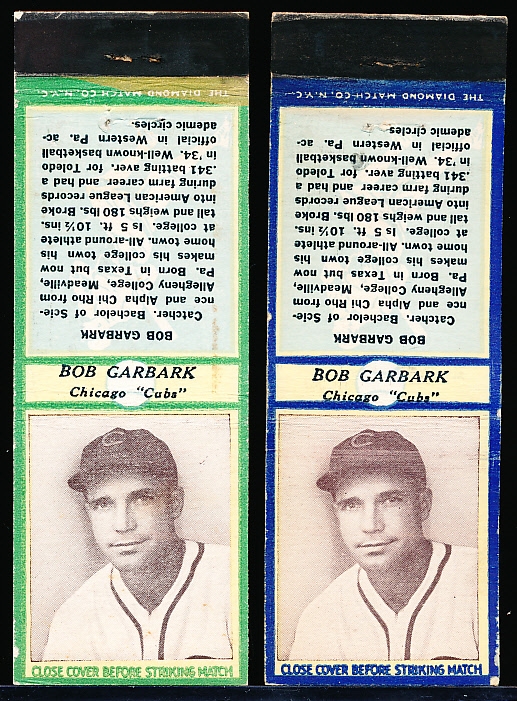 THE DIAMOND MATCH CO., N.Y.C.
BOB GARBARK
Catcher. Bachelor of Scie-
nce and Alpha Chi Rho from
Allegheny College, Meadville,
Pa. Born in Texas but now
makes his college town his
home town. All-around athlete
at college. Is 5 ft. 10½ ins.
tall and weighs 180 lbs. Broke
into American League records
during farm career and had a
.341 batting aver. for Toledo
in '34. Well-known basketball
official in Western Pa. ac-
ademic circles.
BOB GARBARK
Chicago "Cubs"
C
CLOSE COVER BEFORE STRIKING MATCH
THE DIAMOND MATCH CO., N.Y.C.
BOB GARBARK
Catcher. Bachelor of Scie-
nce and Alpha Chi Rho from
Allegheny College, Meadville,
Pa. Born in Texas but now
makes his college town his
home town. All-around athlete
at college. Is 5 ft. 10½ ins.
tall and weighs 180 lbs. Broke
into American League records
during farm career and had a
.341 batting aver. for Toledo
in '34. Well-known basketball
official in Western Pa. ac-
ademic circles.
BOB GARBARK
Chicago "Cubs"
C
CLOSE COVER BEFORE STRIKING MATCH